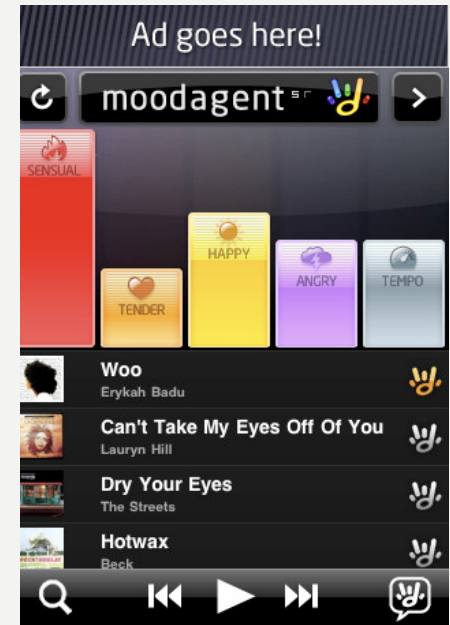 Ad goes here!
moodagent sr
SENSUAL
TENDER
HAPPY
ANGRY
TEMPO
Woo
Erykah Badu
Can't Take My Eyes Off Of You
Lauryn Hill
Dry Your Eyes
The Streets
Hotwax
Beck